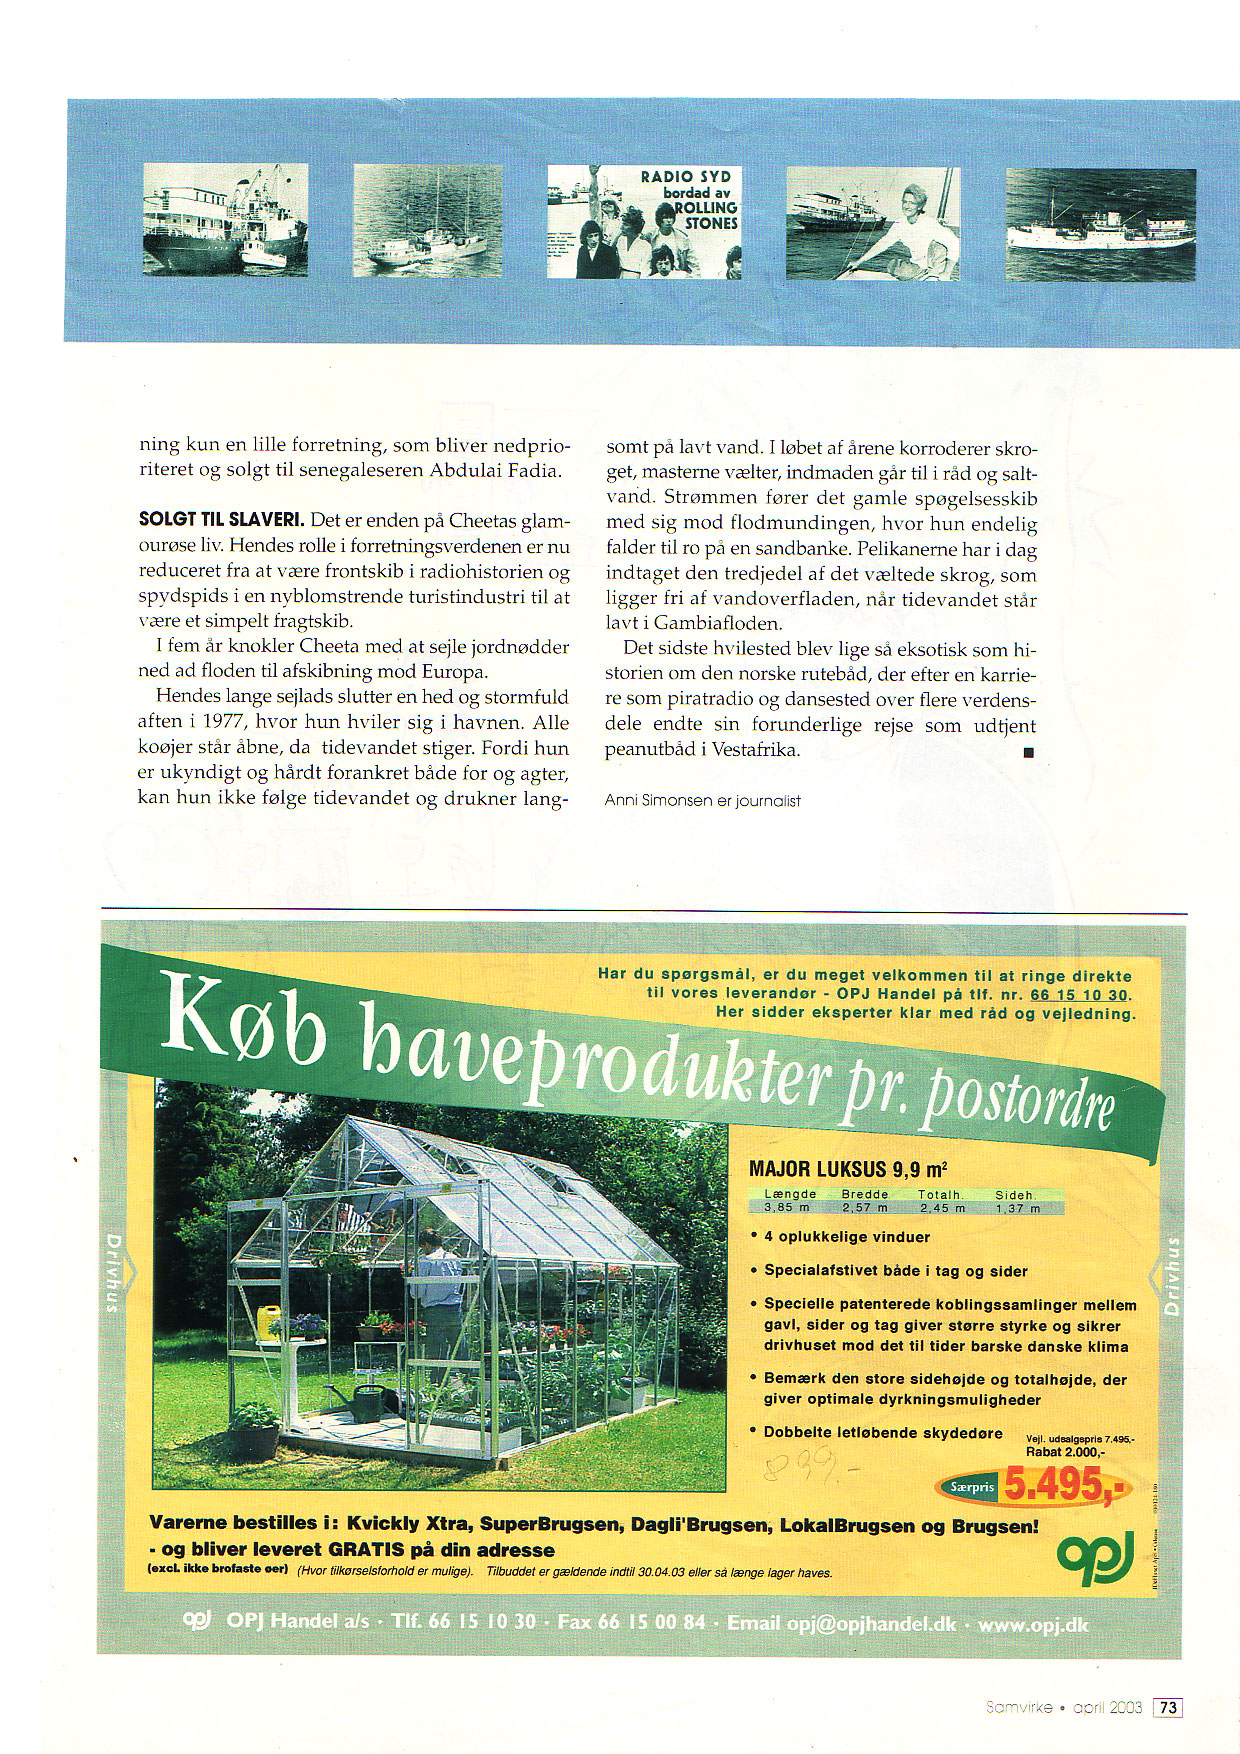 RADIO SYD
bordad av
ROLLING
STONES
ning kun en lille forretning, som bliver nedprio-
riteret og solgt til senegaleseren Abdulai Fadia.
SOLGT TIL SLAVERI. Det er enden på Cheetas glam-
ourøse liv. Hendes rolle i forretningsverdenen er nu
reduceret fra at være frontskib i radiohistorien og
spydspids i en nyblomstrende turistindustri til at
være et simpelt fragtskib.
I fem år knokler Cheeta med at sejle jordnødder
ned ad floden til afskibning mod Europa.
Hendes lange sejlads slutter en hed og stormfuld
aften i 1977, hvor hun hviler sig i havnen. Alle
koøjer står åbne, da tidevandet stiger. Fordi hun
er ukyndigt og hårdt forankret både for og agter,
kan hun ikke følge tidevandet og drukner lang-
somt på lavt vand. I løbet af årene korroderer skro-
get, masterne vælter, indmaden går til i råd og salt-
vand. Strømmen fører det gamle spøgelsesskib
med sig mod flodmundingen, hvor hun endelig
falder til ro på en sandbanke. Pelikanerne har i dag
indtaget den tredjedel af det væltede skrog, som
ligger fri af vandoverfladen, når tidevandet står
lavt i Gambiafloden.
Det sidste hvilested blev lige så eksotisk som hi-
storien om den norske rutebåd, der efter en karrie-
re som piratradio og dansested over flere verdens-
dele endte sin forunderlige rejse som udtjent
peanutbåd i Vestafrika. ■
Anni Simonsen er journalist
Har du spørgsmål, er du meget velkommen til at ringe direkte
til vores leverandør - OPJ Handel på tlf. nr. 66 15 10 30.
Her sidder eksperter klar med råd og vejledning.
Køb haveprodukter pr. postordre
Drivhus
MAJOR LUKSUS 9,9 m²
Længde Bredde Totalh. Sideh.
3,85 m 2,57 m 2,45 m 1,37 m
• 4 oplukkelige vinduer
• Specialafstivet både i tag og sider
• Specielle patenterede koblingssamlinger mellem
gavl, sider og tag giver større styrke og sikrer
drivhuset mod det til tider barske danske klima
• Bemærk den store sidehøjde og totalhøjde, der
giver optimale dyrkningsmuligheder
• Dobbelte letløbende skydedøre
Vejl. udsalgspris 7.495,-
Rabat 2.000,-
899.-
Særpris 5.495,-
Drivhus
Varerne bestilles i: Kvickly Xtra, SuperBrugsen, Dagli'Brugsen, LokalBrugsen og Brugsen!
- og bliver leveret GRATIS på din adresse
(excl. ikke brofaste øer) (Hvor tilkørselsforhold er mulige). Tilbuddet er gældende indtil 30.04.03 eller så længe lager haves.
opj
opj OPJ Handel a/s · Tlf. 66 15 10 30 · Fax 66 15 00 84 · Email opj@opjhandel.dk · www.opj.dk
Samvirke • april 2003 73